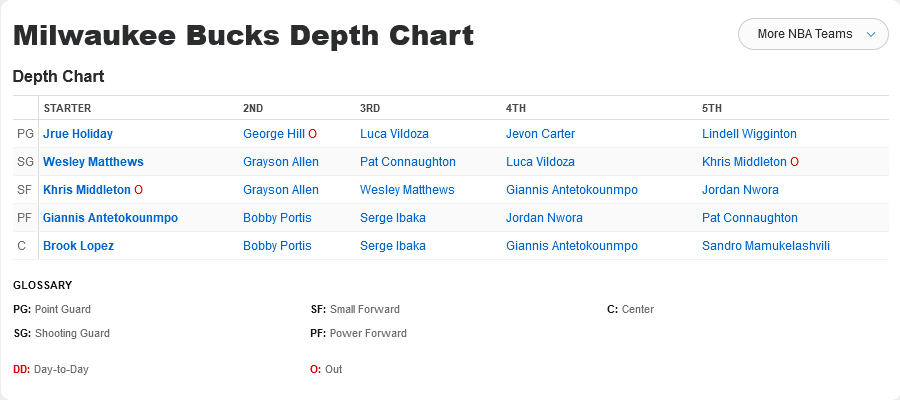 Milwaukee Bucks Depth Chart
More NBA Teams
Depth Chart
STARTER 2ND 3RD 4TH 5TH
PG Jrue Holiday George Hill O Luca Vildoza Jevon Carter Lindell Wigginton
SG Wesley Matthews Grayson Allen Pat Connaughton Luca Vildoza Khris Middleton O
SF Khris Middleton O Grayson Allen Wesley Matthews Giannis Antetokounmpo Jordan Nwora
PF Giannis Antetokounmpo Bobby Portis Serge Ibaka Jordan Nwora Pat Connaughton
C Brook Lopez Bobby Portis Serge Ibaka Giannis Antetokounmpo Sandro Mamukelashvili
GLOSSARY
PG: Point Guard SF: Small Forward C: Center
SG: Shooting Guard PF: Power Forward
DD: Day-to-Day O: Out